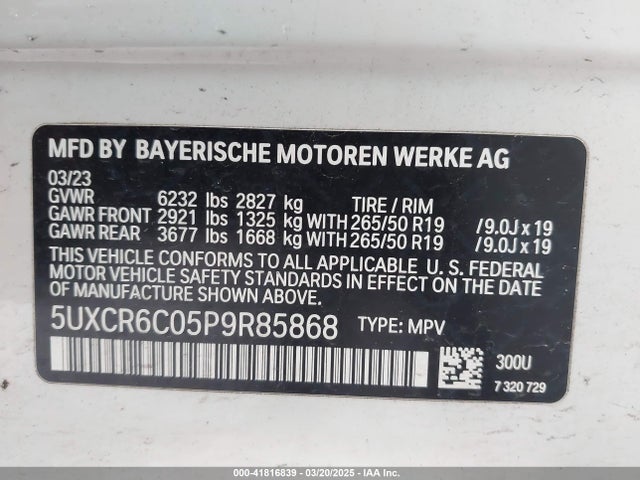 MFD BY BAYERISCHE MOTOREN WERKE AG
03/23
GVWR 6232 lbs 2827 kg TIRE / RIM
GAWR FRONT 2921 lbs 1325 kg WITH 265/50 R19 /9.0J x 19
GAWR REAR 3677 lbs 1668 kg WITH 265/50 R19 /9.0J x 19
THIS VEHICLE CONFORMS TO ALL APPLICABLE U. S. FEDERAL
MOTOR VEHICLE SAFETY STANDARDS IN EFFECT ON THE
DATE OF MANUFACTURE SHOWN ABOVE.
5UXCR6C05P9R85868 TYPE: MPV
300U
7 320 729
000-41816839 | 03/20/2025 | IAA Inc.